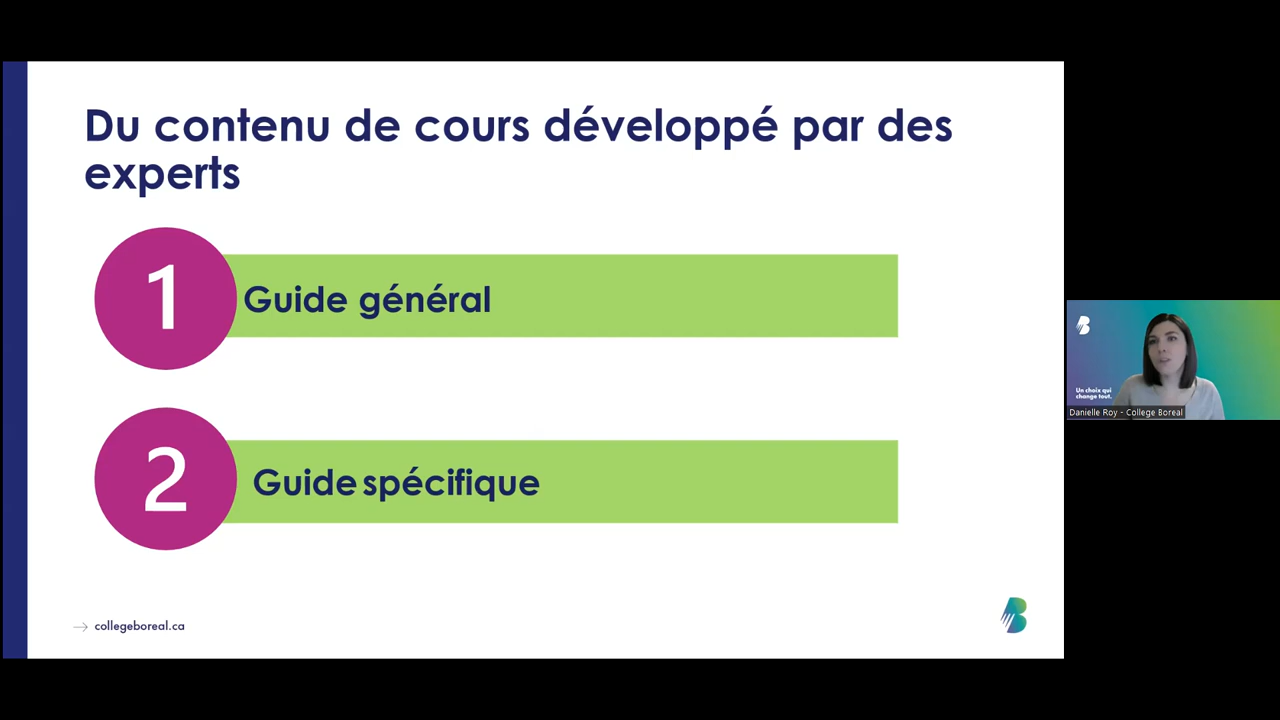 Du contenu de cours développé par des
experts
1
Guide général
2
Guide spécifique
collegeboreal.ca
B
B
Un choix qui
change tout.
Danielle Roy - College Boreal